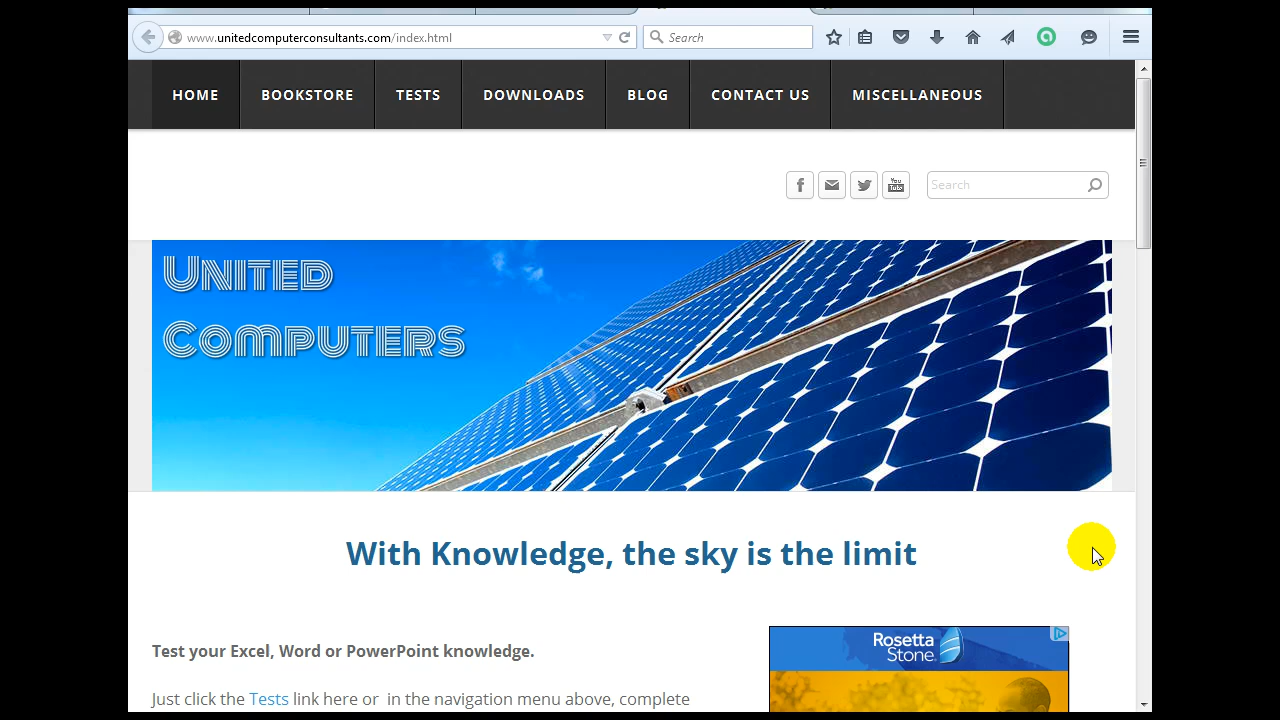 www.unitedcomputerconsultants.com/index.html
Search
HOME BOOKSTORE TESTS DOWNLOADS BLOG CONTACT US MISCELLANEOUS
You Tube
Search
UNITED
COMPUTERS
With Knowledge, the sky is the limit
Test your Excel, Word or PowerPoint knowledge.
Just click the Tests link here or in the navigation menu above, complete
Rosetta
Stone